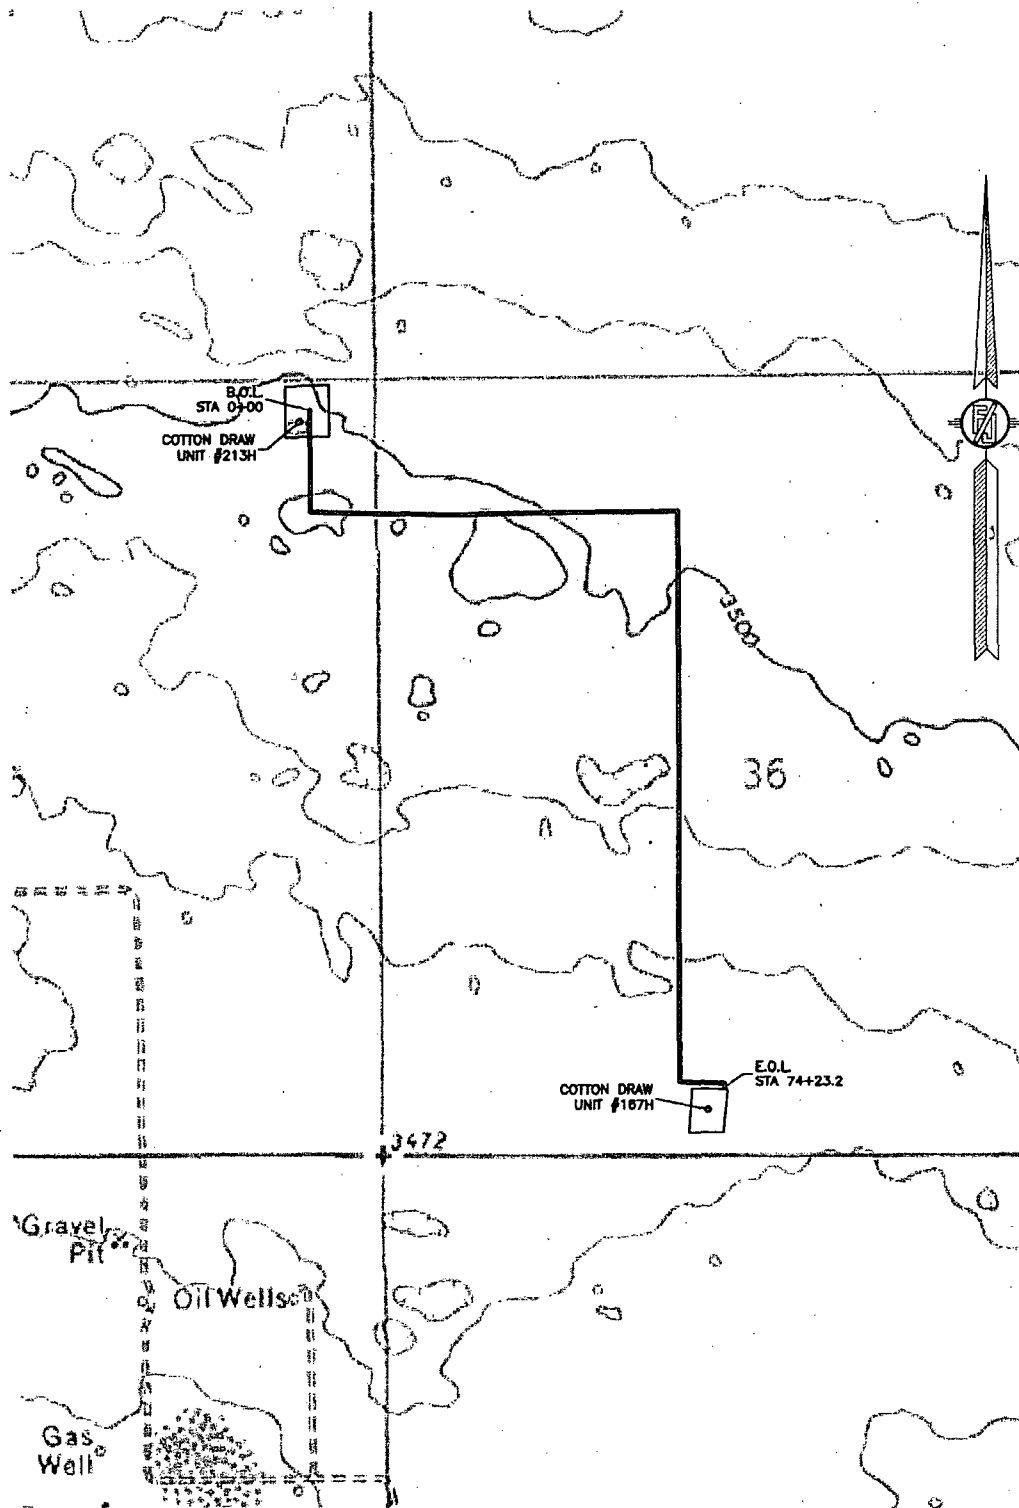 B.O.L.
STA 0+00
COTTON DRAW
UNIT #213H
3500
36
E.O.L.
STA 74+23.2
COTTON DRAW
UNIT #167H
3472
Gravel
Pit
Oil Wells
Gas
Well